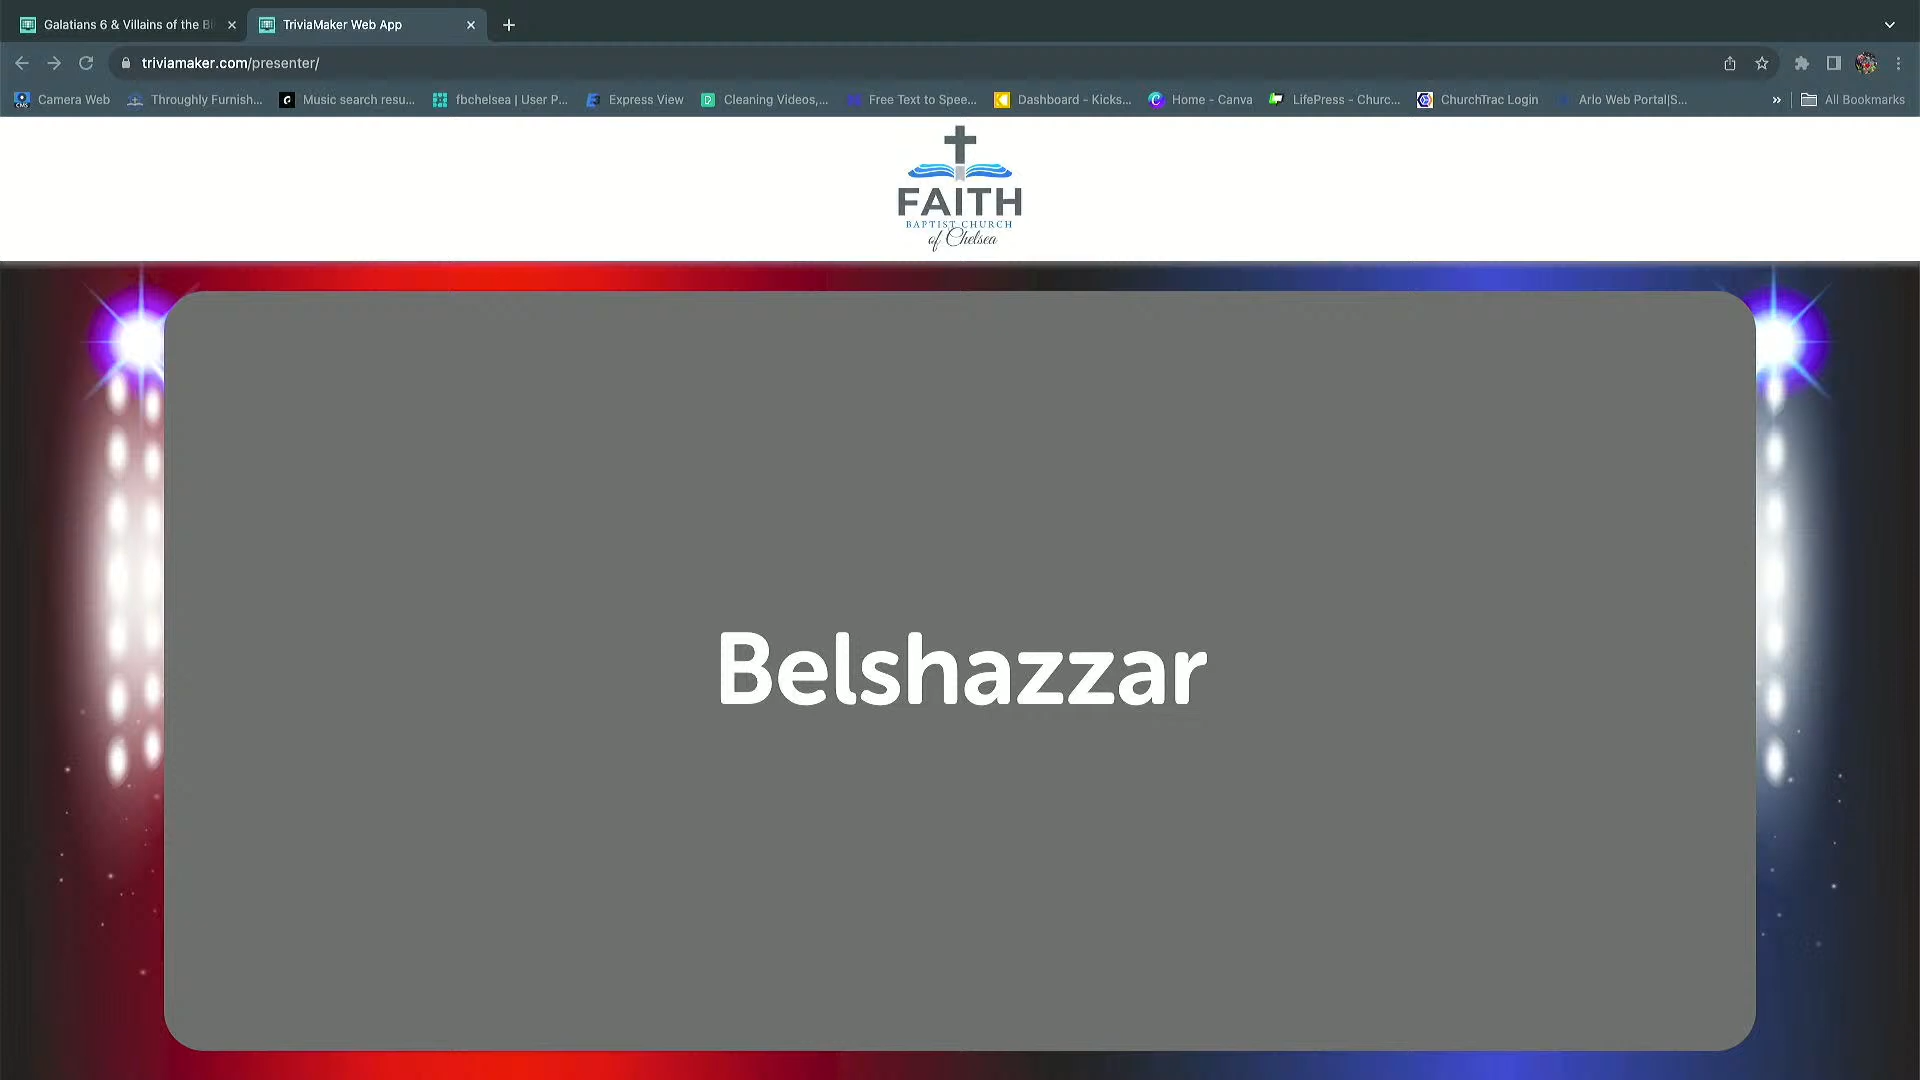 Galatians 6 & Villains of the Bi
TriviaMaker Web App
triviamaker.com/presenter/
Camera Web
Throughly Furnish...
Music search resu...
fbchelsea | User P...
Express View
Cleaning Videos,...
Free Text to Spee...
Dashboard - Kicks...
Home - Canva
LifePress - Churc...
ChurchTrac Login
Arlo Web Portal|S...
All Bookmarks
FAITH
BAPTIST CHURCH
of Chelsea
Belshazzar